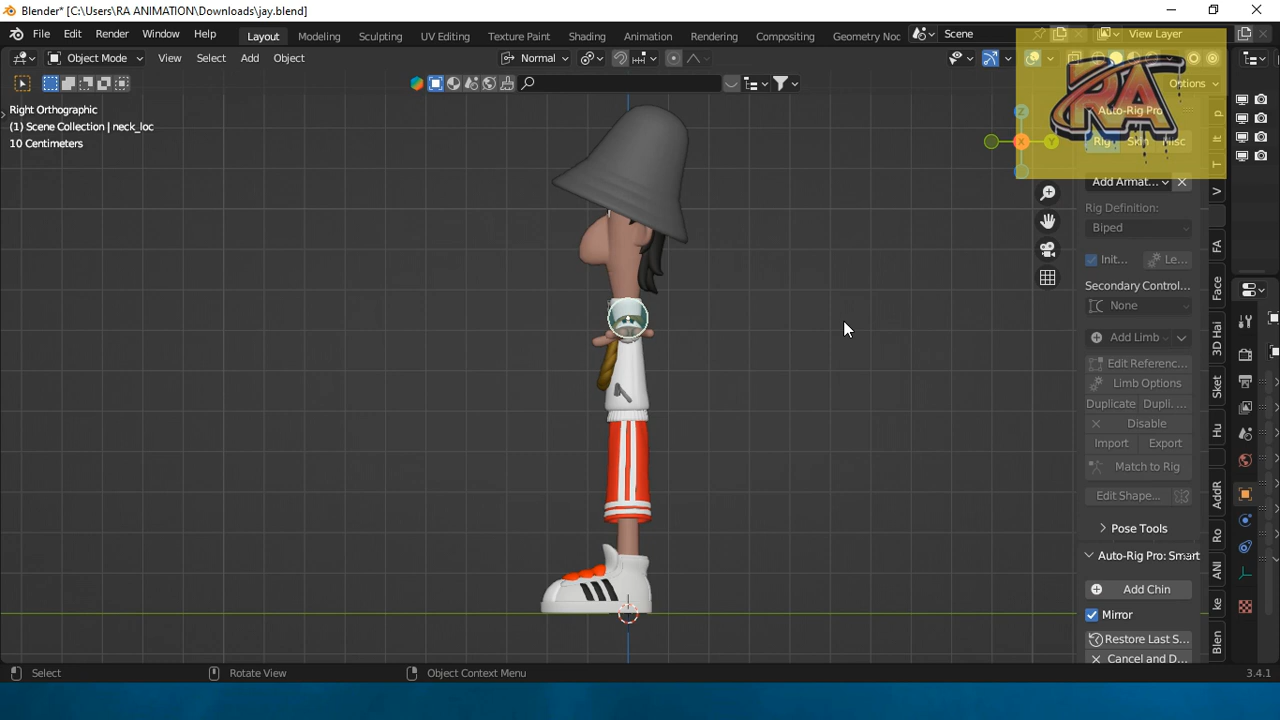 Blender* [C:\Users\RA ANIMATION\Downloads\jay.blend]
File Edit Render Window Help Layout Modeling Sculpting UV Editing Texture Paint Shading Animation Rendering Compositing Geometry Noc Scene View Layer
Object Mode View Select Add Object Normal
Options
Right Orthographic
(1) Scene Collection | neck_loc
10 Centimeters
RA
Z
X
Y
Auto-Rig Pro
Rig Skin Misc
Add Armat...
Rig Definition:
Biped
Init... Le...
Secondary Control...
None
Add Limb
Edit Referenc...
Limb Options
Duplicate Dupli. ...
Disable
Import Export
Match to Rig
Edit Shape...
Pose Tools
Auto-Rig Pro: Smart
Add Chin
Mirror
Restore Last S...
Cancel and D...
p
It
T
V
FA
Face
3D Hai
Sket
Hu
AddR
Ro
ANI
ke
Blen
Select Rotate View Object Context Menu 3.4.1